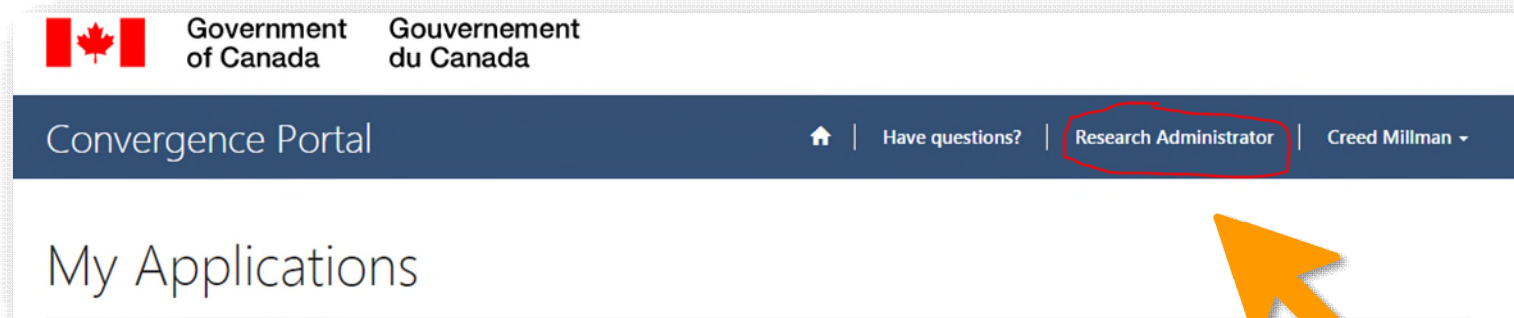 Government Gouvernement
of Canada du Canada
Convergence Portal Have questions? Research Administrator Creed Millman
My Applications